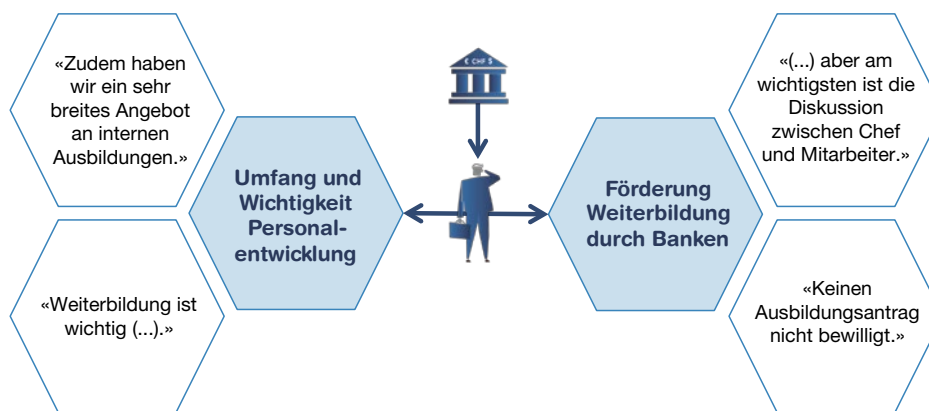 «Zudem haben
wir ein sehr
breites Angebot
an internen
Ausbildungen.»
«Weiterbildung ist
wichtig (...).»
Umfang und
Wichtigkeit
Personal-
entwicklung
€ CHF $
Förderung
Weiterbildung
durch Banken
«(...) aber am
wichtigsten ist die
Diskussion
zwischen Chef
und Mitarbeiter.»
«Keinen
Ausbildungsantrag
nicht bewilligt.»